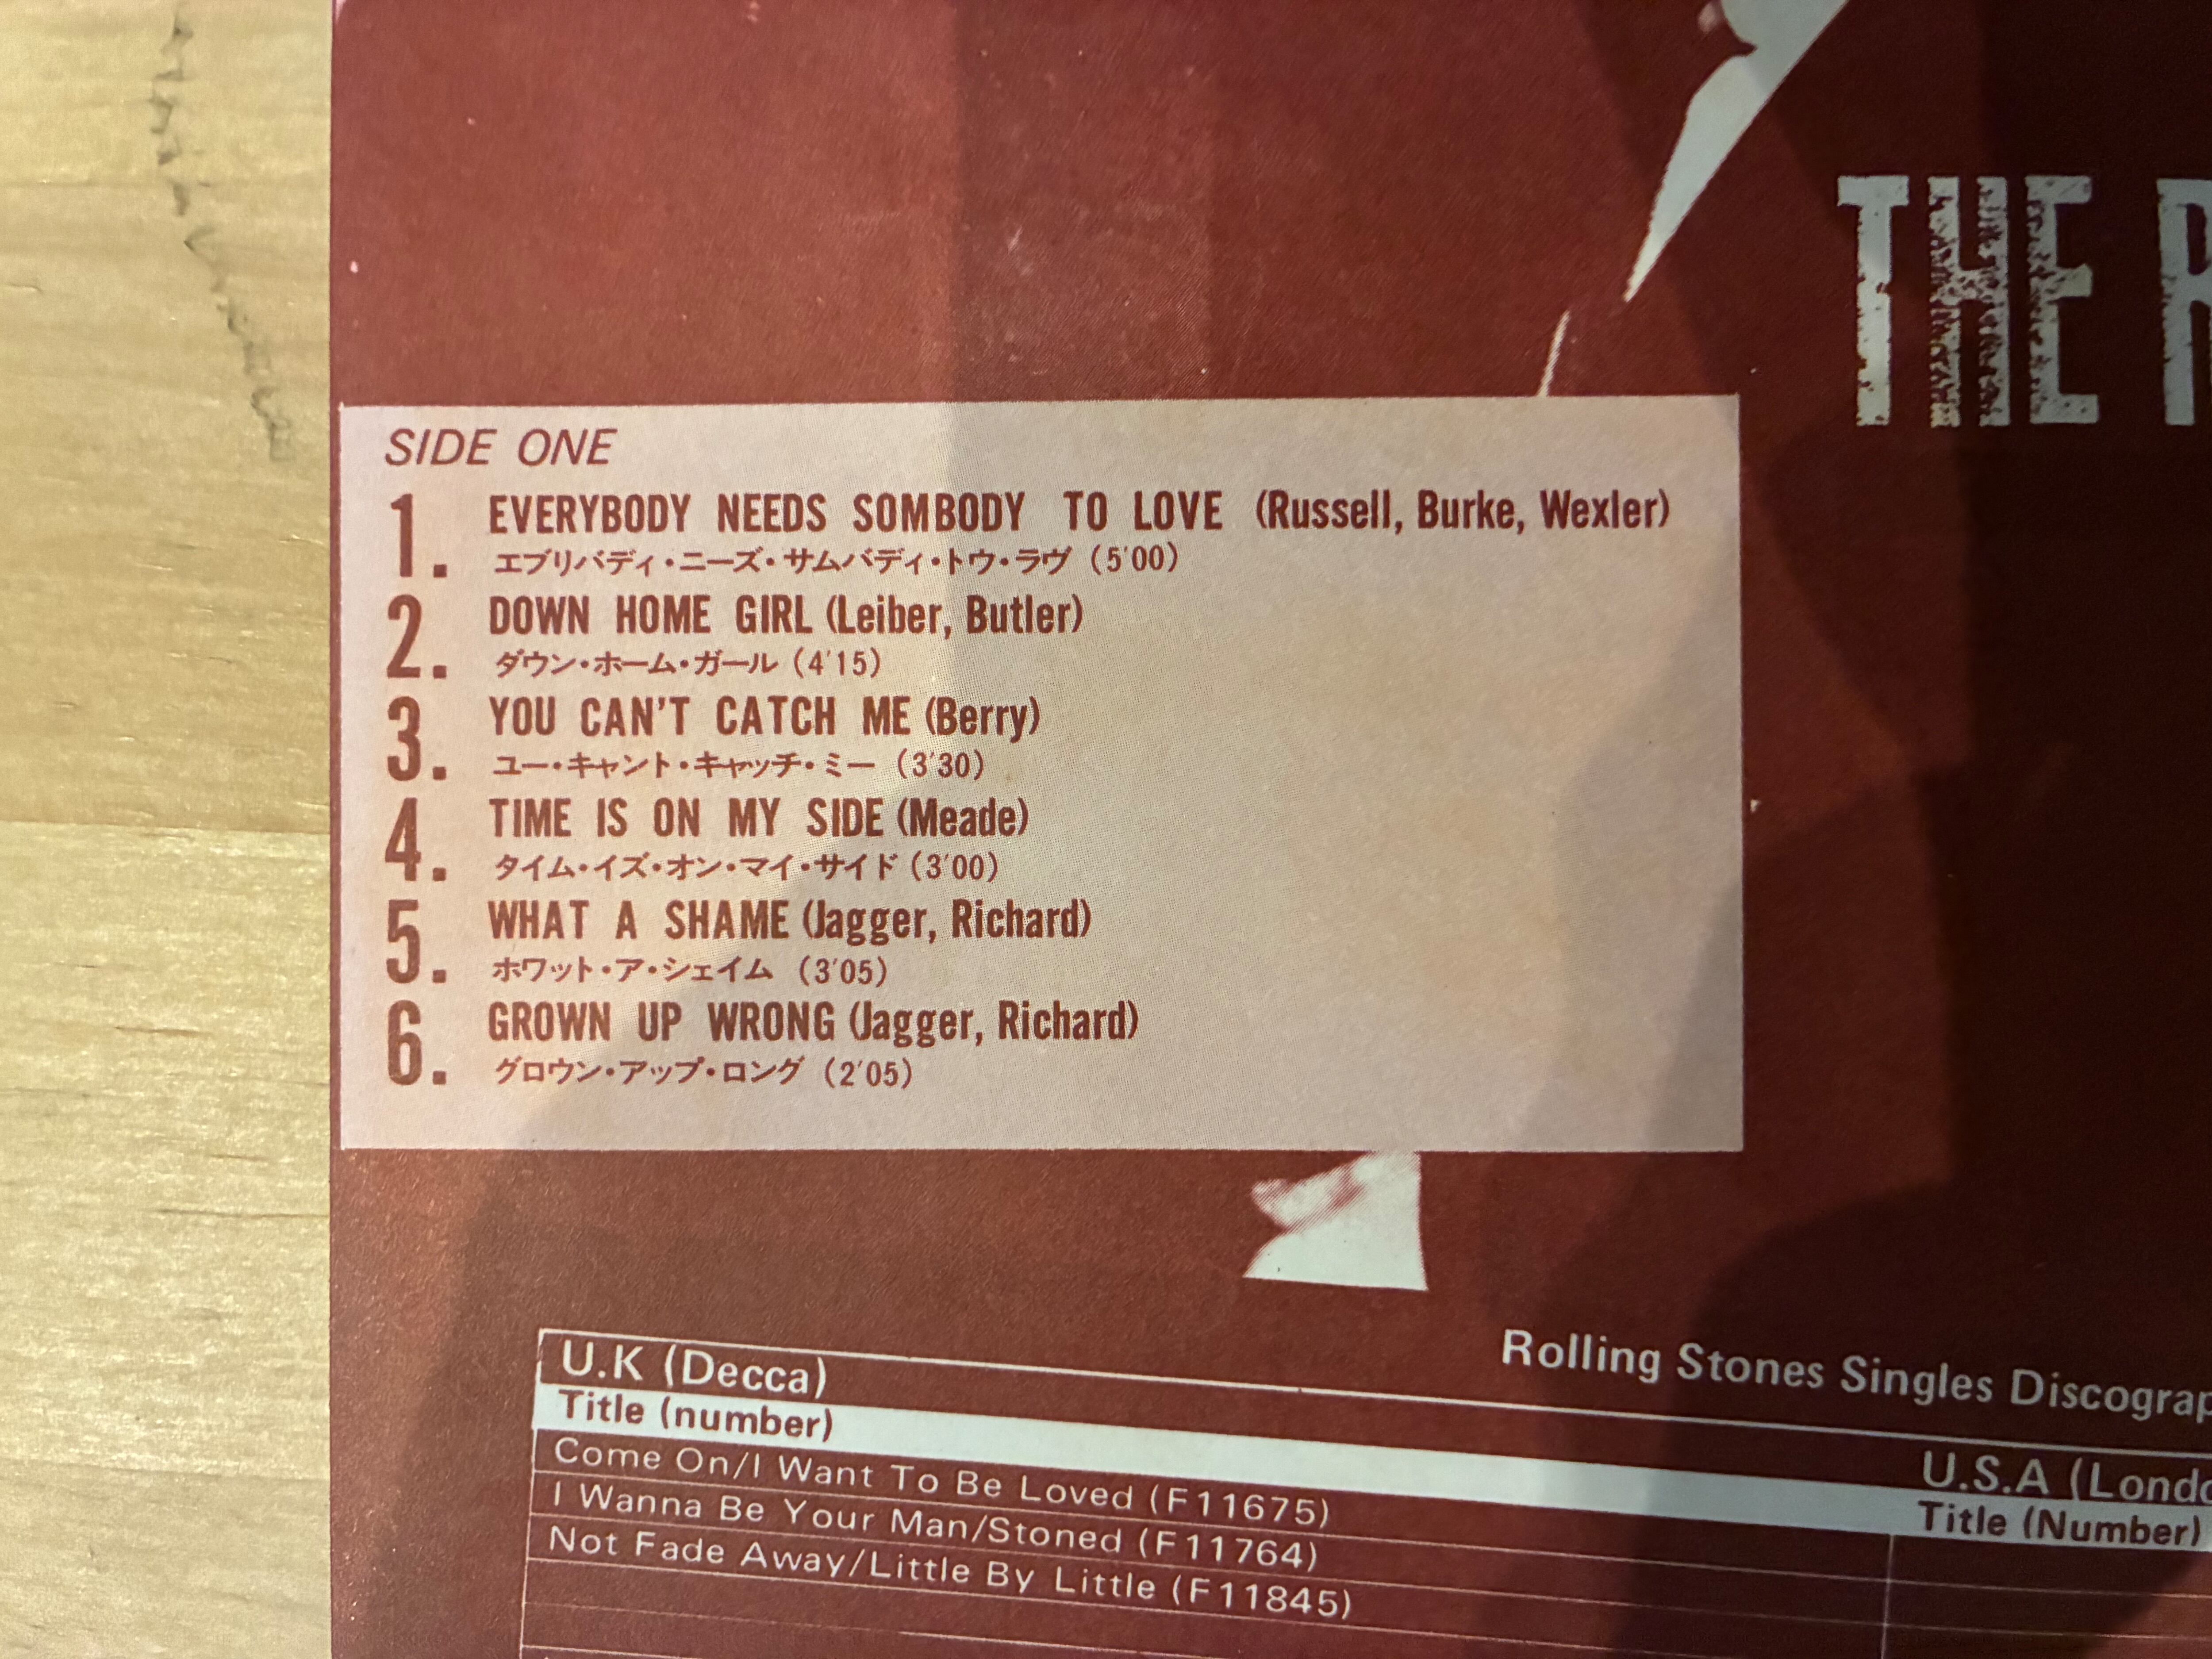 THE
SIDE ONE
1. EVERYBODY NEEDS SOMBODY TO LOVE (Russell, Burke, Wexler)
エブリバディ・ニーズ・サムバディ・トウ・ラヴ (5′00)
2. DOWN HOME GIRL (Leiber, Butler)
ダウン・ホーム・ガール (4′15)
3. YOU CAN'T CATCH ME (Berry)
ユー・キャント・キャッチ・ミー (3′30)
4. TIME IS ON MY SIDE (Meade)
タイム・イズ・オン・マイ・サイド (3′00)
5. WHAT A SHAME (Jagger, Richard)
ホワット・ア・シェイム (3′05)
6. GROWN UP WRONG (Jagger, Richard)
グロウン・アップ・ロング (2′05)
Rolling Stones Singles Discograp
U.K (Decca)
Title (number)
Come On/I Want To Be Loved (F11675)
I Wanna Be Your Man/Stoned (F11764)
Not Fade Away/Little By Little (F11845)
U.S.A (Londo
Title (Number)